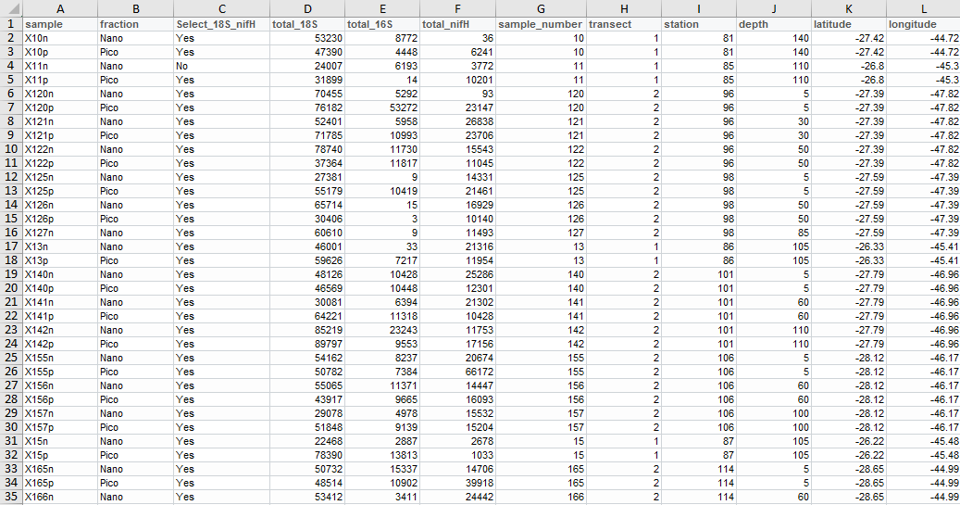 A B C D E F G H I J K L
1 sample fraction Select_18S_nifH total_18S total_16S total_nifH sample_number transect station depth latitude longitude
2 X10n Nano Yes 53230 8772 36 10 1 81 140 -27.42 -44.72
3 X10p Pico Yes 47390 4448 6241 10 1 81 140 -27.42 -44.72
4 X11n Nano No 24007 6193 3772 11 1 85 110 -26.8 -45.3
5 X11p Pico Yes 31899 14 10201 11 1 85 110 -26.8 -45.3
6 X120n Nano Yes 70455 5292 93 120 2 96 5 -27.39 -47.82
7 X120p Pico Yes 76182 53272 23147 120 2 96 5 -27.39 -47.82
8 X121n Nano Yes 52401 5958 26838 121 2 96 30 -27.39 -47.82
9 X121p Pico Yes 71785 10993 23706 121 2 96 30 -27.39 -47.82
10 X122n Nano Yes 78740 11730 15543 122 2 96 50 -27.39 -47.82
11 X122p Pico Yes 37364 11817 11045 122 2 96 50 -27.39 -47.82
12 X125n Nano Yes 27381 9 14331 125 2 98 5 -27.59 -47.39
13 X125p Pico Yes 55179 10419 21461 125 2 98 5 -27.59 -47.39
14 X126n Nano Yes 65714 15 16929 126 2 98 50 -27.59 -47.39
15 X126p Pico Yes 30406 3 10140 126 2 98 50 -27.59 -47.39
16 X127n Nano Yes 60610 9 11493 127 2 98 85 -27.59 -47.39
17 X13n Nano Yes 46001 33 21316 13 1 86 105 -26.33 -45.41
18 X13p Pico Yes 59626 7217 11954 13 1 86 105 -26.33 -45.41
19 X140n Nano Yes 48126 10428 25286 140 2 101 5 -27.79 -46.96
20 X140p Pico Yes 46569 10448 12301 140 2 101 5 -27.79 -46.96
21 X141n Nano Yes 30081 6394 21302 141 2 101 60 -27.79 -46.96
22 X141p Pico Yes 64221 11318 10428 141 2 101 60 -27.79 -46.96
23 X142n Nano Yes 85219 23243 11753 142 2 101 110 -27.79 -46.96
24 X142p Pico Yes 89797 9553 17156 142 2 101 110 -27.79 -46.96
25 X155n Nano Yes 54162 8237 20674 155 2 106 5 -28.12 -46.17
26 X155p Pico Yes 50782 7384 66172 155 2 106 5 -28.12 -46.17
27 X156n Nano Yes 55065 11371 14447 156 2 106 60 -28.12 -46.17
28 X156p Pico Yes 43917 9665 16093 156 2 106 60 -28.12 -46.17
29 X157n Nano Yes 29078 4978 15532 157 2 106 100 -28.12 -46.17
30 X157p Pico Yes 51848 9139 15204 157 2 106 100 -28.12 -46.17
31 X15n Nano Yes 22468 2887 2678 15 1 87 105 -26.22 -45.48
32 X15p Pico Yes 78390 13813 1033 15 1 87 105 -26.22 -45.48
33 X165n Nano Yes 50732 15337 14706 165 2 114 5 -28.65 -44.99
34 X165p Pico Yes 48514 10902 39918 165 2 114 5 -28.65 -44.99
35 X166n Nano Yes 53412 3411 24442 166 2 114 60 -28.65 -44.99